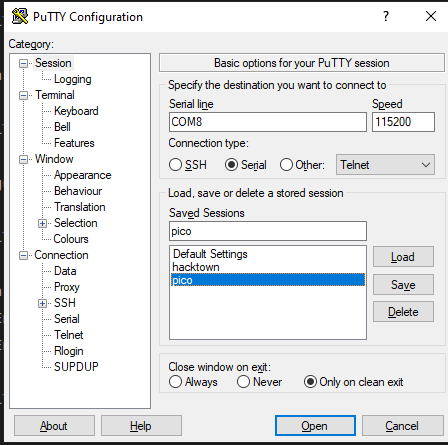 PuTTY Configuration
Category:
Session
Logging
Terminal
Keyboard
Bell
Features
Window
Appearance
Behaviour
Translation
Selection
Colours
Connection
Data
Proxy
SSH
Serial
Telnet
Rlogin
SUPDUP
Basic options for your PuTTY session
Specify the destination you want to connect to
Serial line Speed
COM8 115200
Connection type:
SSH Serial Other: Telnet
Load, save or delete a stored session
Saved Sessions
pico
Default Settings
hacktown
pico
Load
Save
Delete
Close window on exit:
Always Never Only on clean exit
About Help Open Cancel